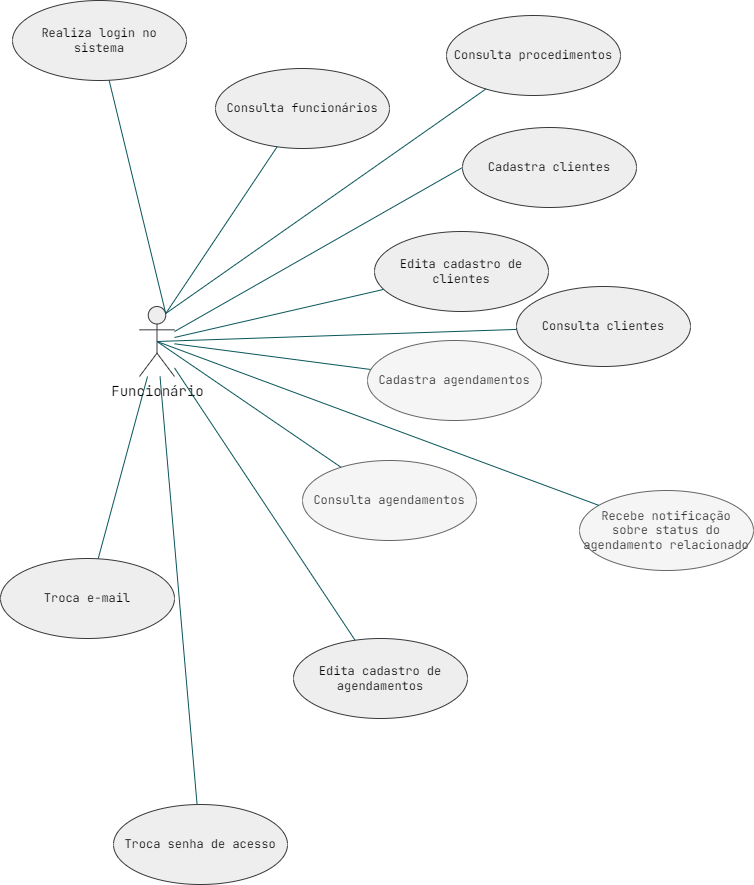 Realiza login no
sistema
Consulta procedimentos
Consulta funcionários
Cadastra clientes
Edita cadastro de
clientes
Consulta clientes
Cadastra agendamentos
Funcionário
Consulta agendamentos
Recebe notificação
sobre status do
agendamento relacionado
Troca e-mail
Edita cadastro de
agendamentos
Troca senha de acesso